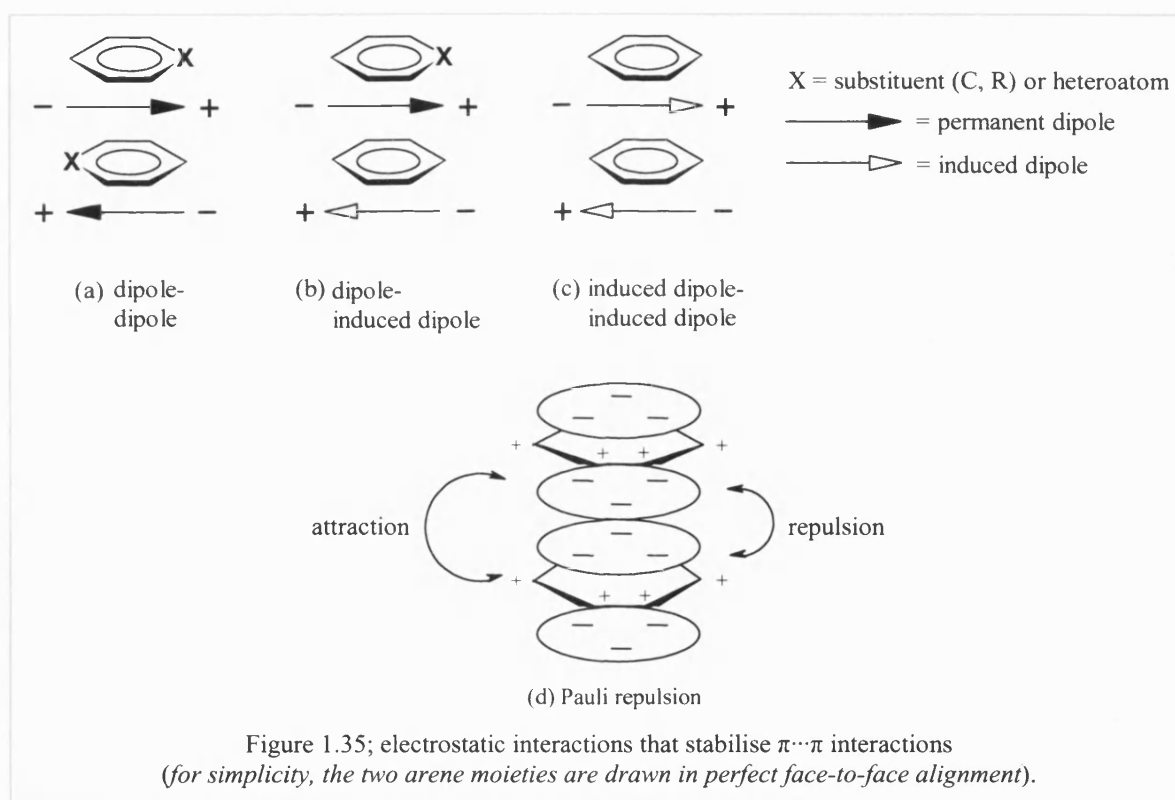 X
X
X = substituent (C, R) or heteroatom
- + - + - +
= permanent dipole
X
= induced dipole
+ - + - + -
(a) dipole-
dipole
(b) dipole-
induced dipole
(c) induced dipole-
induced dipole
− − −
+ + + +
− − −
attraction
repulsion
− − −
+ + + +
− − −
(d) Pauli repulsion
Figure 1.35; electrostatic interactions that stabilise π···π interactions
(for simplicity, the two arene moieties are drawn in perfect face-to-face alignment).